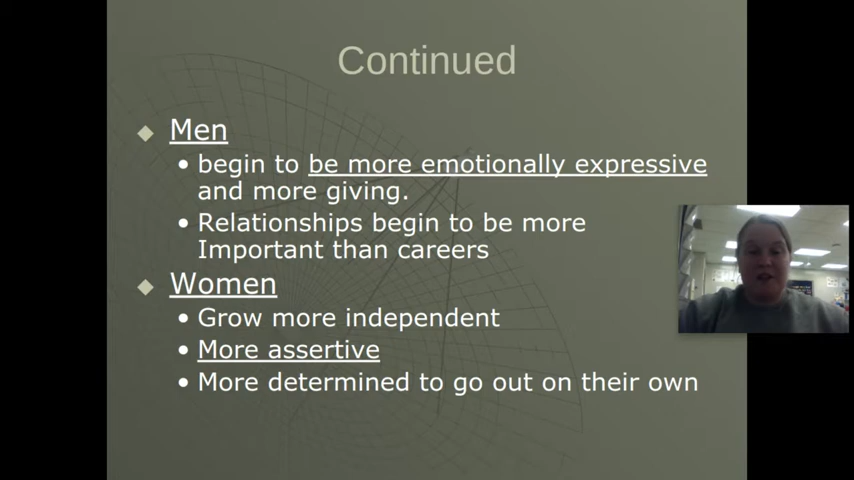 Continued
Men
begin to be more emotionally expressive
and more giving.
Relationships begin to be more
Important than careers
Women
Grow more independent
More assertive
More determined to go out on their own